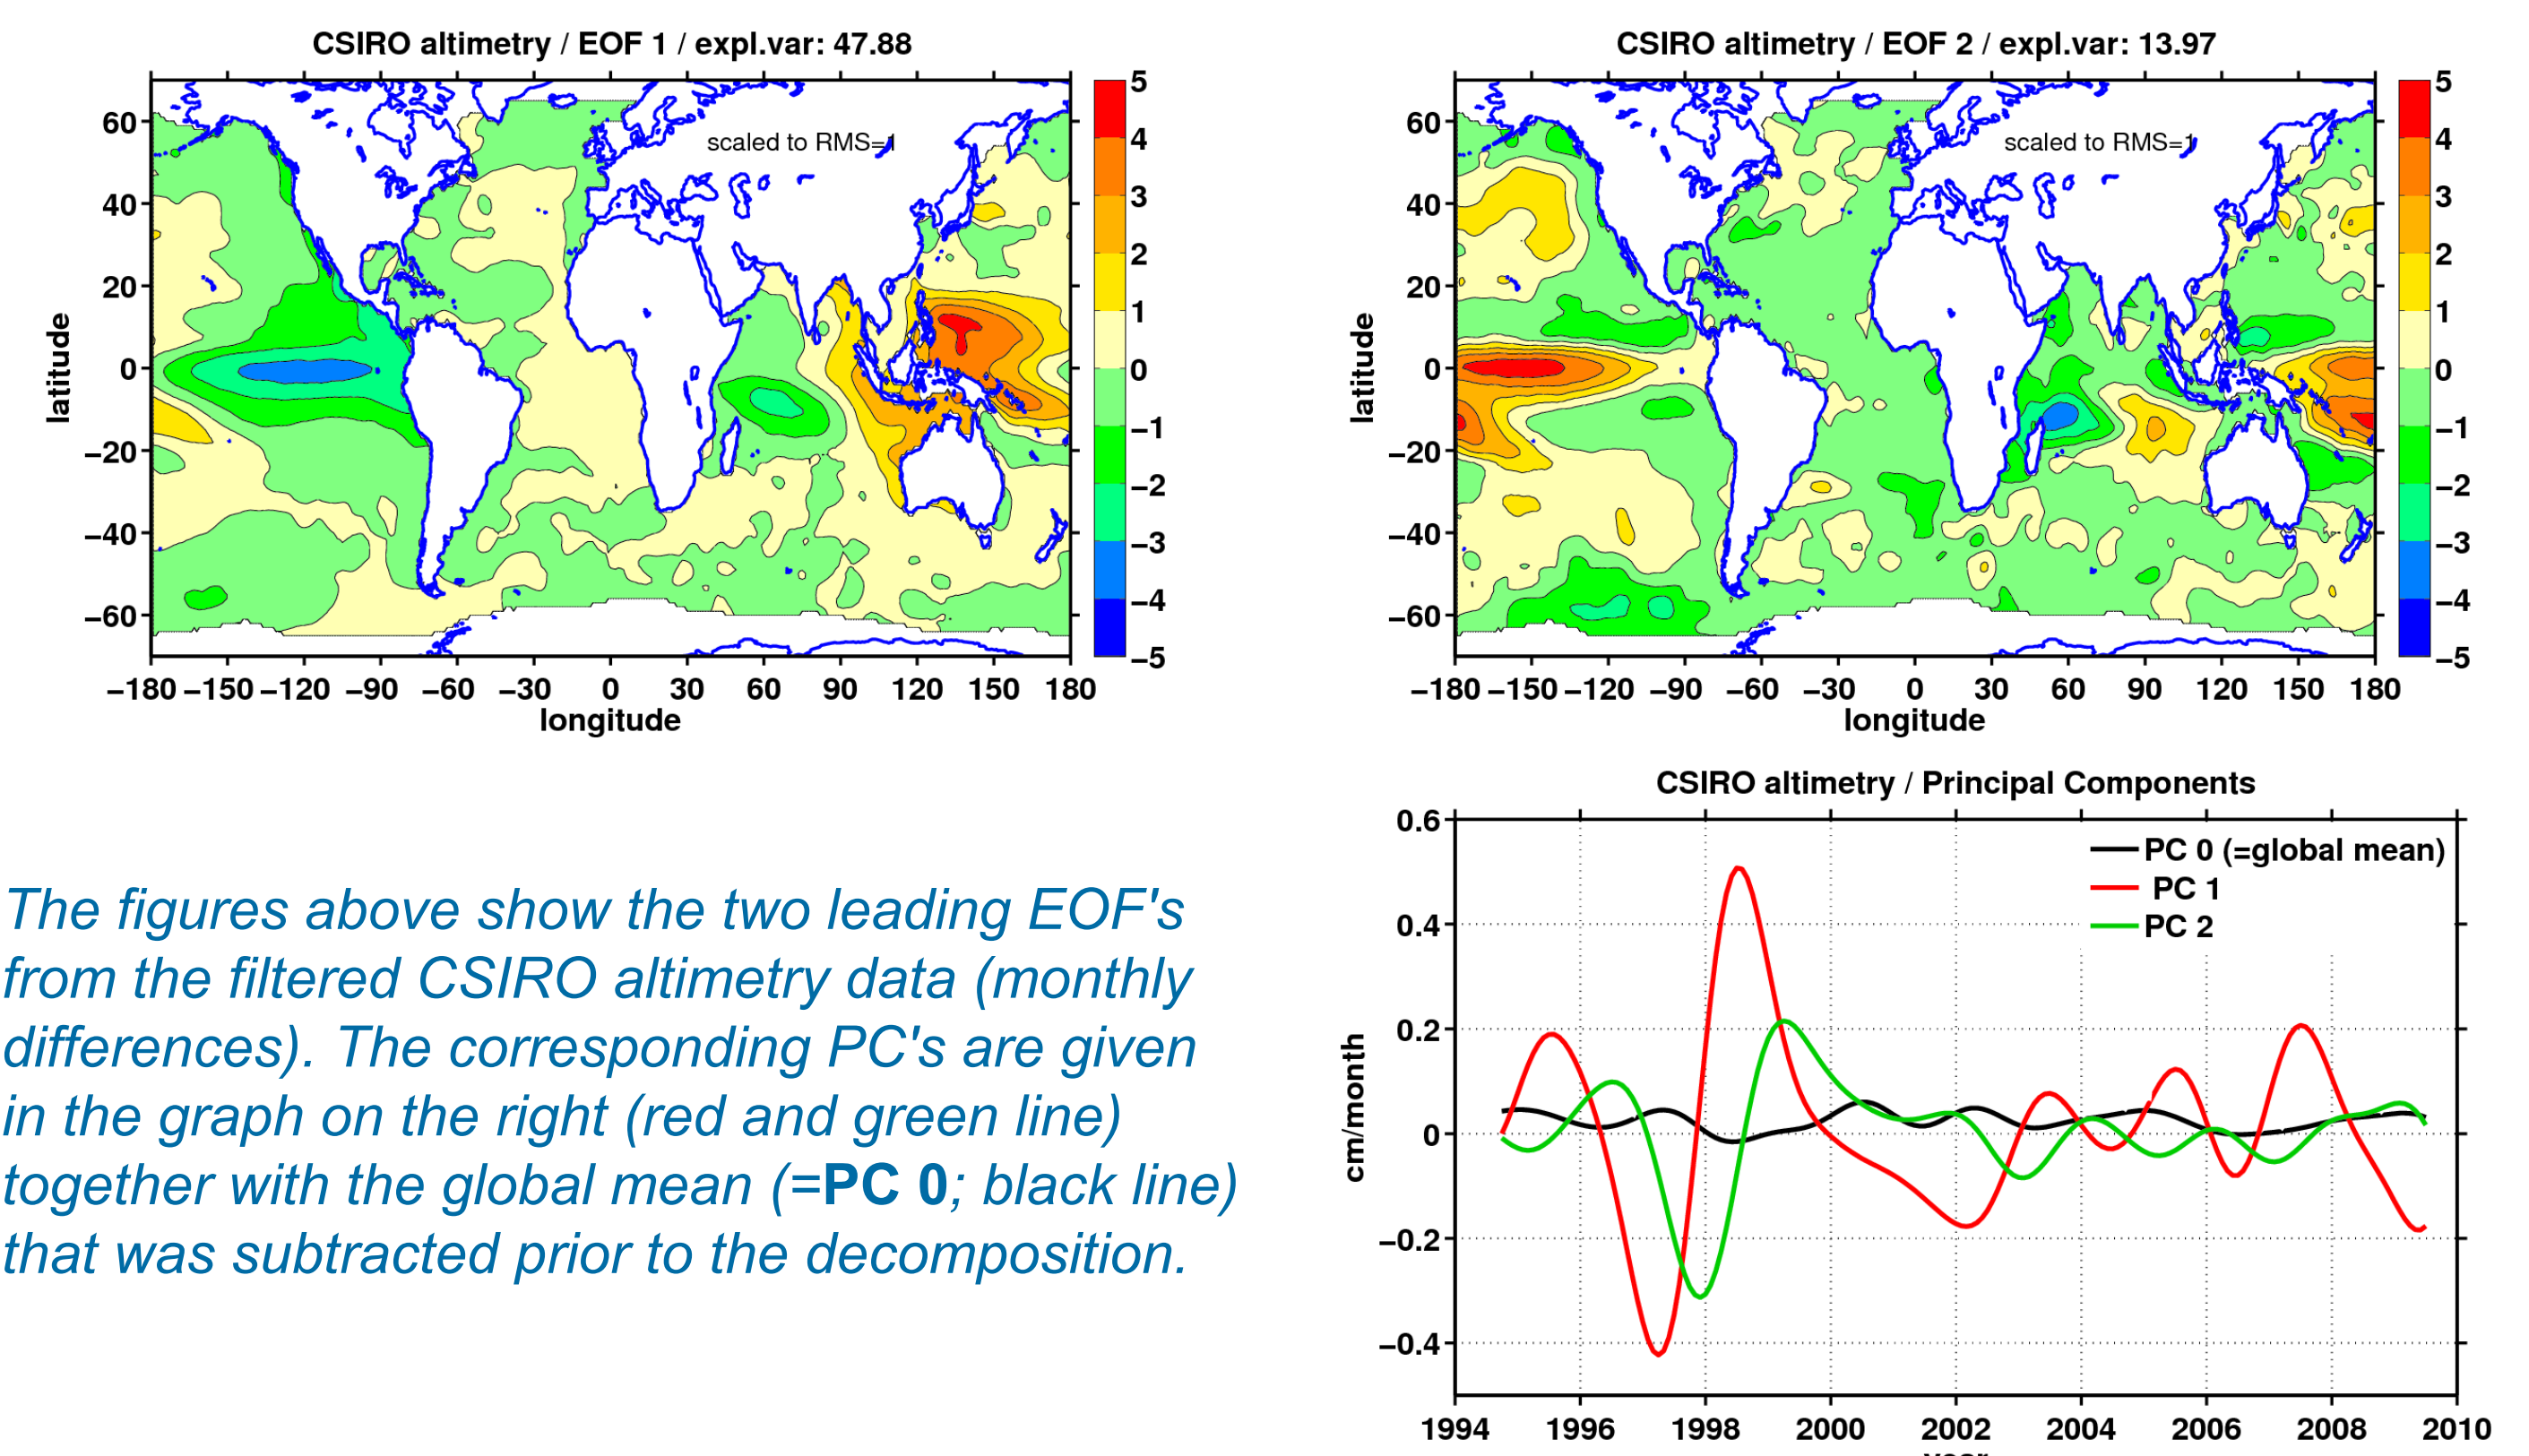 CSIRO altimetry / EOF 1 / expl.var: 47.88
scaled to RMS=1
latitude
60
40
20
0
−20
−40
−60
−180 −150 −120 −90 −60 −30 0 30 60 90 120 150 180
longitude
5
4
3
2
1
0
−1
−2
−3
−4
−5
CSIRO altimetry / EOF 2 / expl.var: 13.97
scaled to RMS=1
latitude
60
40
20
0
−20
−40
−60
−180 −150 −120 −90 −60 −30 0 30 60 90 120 150 180
longitude
5
4
3
2
1
0
−1
−2
−3
−4
−5
The figures above show the two leading EOF's
from the filtered CSIRO altimetry data (monthly
differences). The corresponding PC's are given
in the graph on the right (red and green line)
together with the global mean (=PC 0; black line)
that was subtracted prior to the decomposition.
CSIRO altimetry / Principal Components
PC 0 (=global mean)
PC 1
PC 2
cm/month
0.6
0.4
0.2
0
−0.2
−0.4
1994 1996 1998 2000 2002 2004 2006 2008 2010